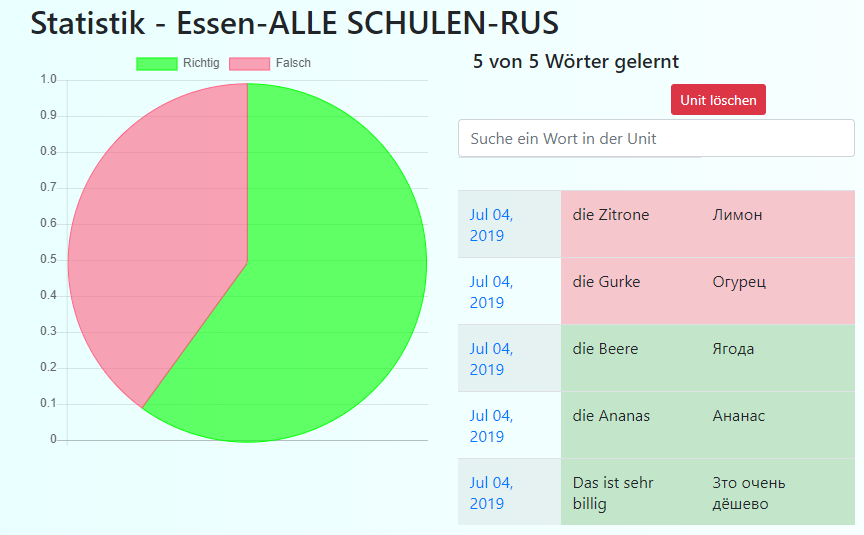 Statistik - Essen-ALLE SCHULEN-RUS
Richtig Falsch
1.0
0.9
0.8
0.7
0.6
0.5
0.4
0.3
0.2
0.1
0
5 von 5 Wörter gelernt
Unit löschen
Suche ein Wort in der Unit
Jul 04, die Zitrone Лимон
2019
Jul 04, die Gurke Огурец
2019
Jul 04, die Beere Ягода
2019
Jul 04, die Ananas Ананас
2019
Jul 04, Das ist sehr Зто очень
2019 billig дёшево